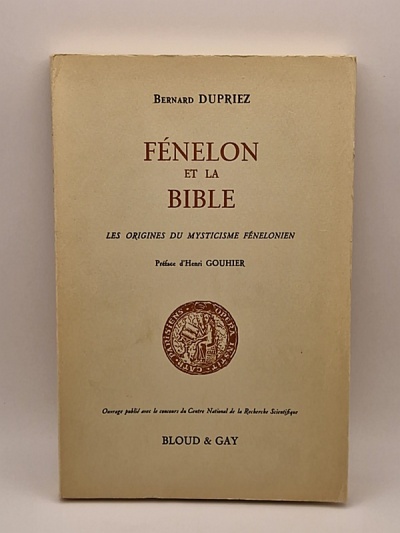 Bernard DUPRIEZ
FÉNELON
ET LA
BIBLE
LES ORIGINES DU MYSTICISME FÉNELONIEN
Préface d'Henri GOUHIER
Ouvrage publié avec le concours du Centre National de la Recherche Scientifique
BLOUD & GAY